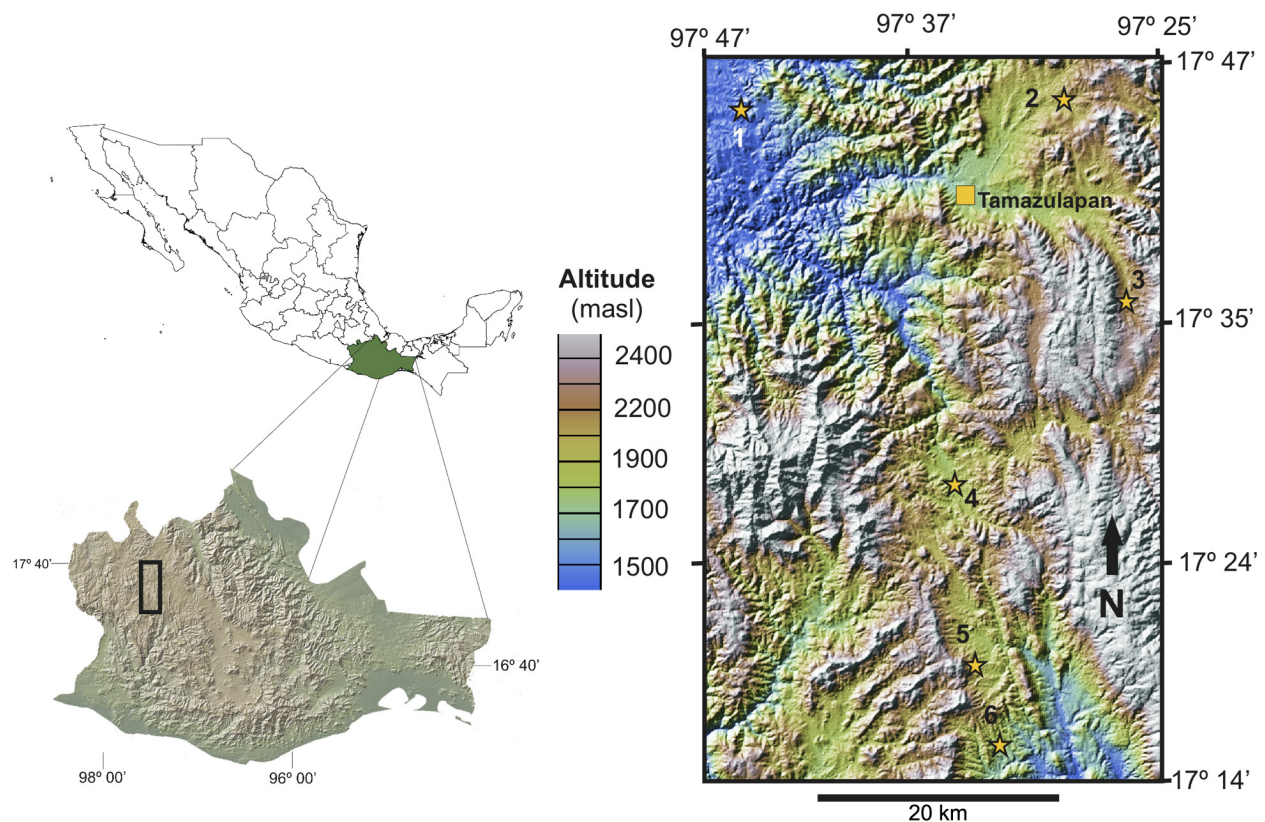 97º 47’
97º 37’
97º 25’
17º 47’
2
1
Tamazulapan
3
Altitude
(masl)
2400
2200
1900
1700
1500
17º 35’
4
17º 24’
N
5
6
17º 14’
20 km
17º 40’
16º 40’
98º 00’
96º 00’